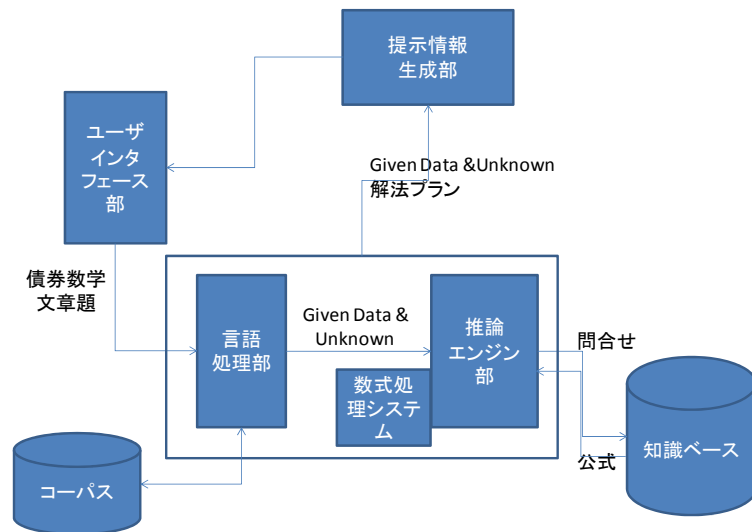 提示情報
生成部
ユーザ
インタ
フェース
部
Given Data &Unknown
解法プラン
債券数学
文章題
言語
処理部
Given Data &
Unknown
推論
エンジン
部
数式処
理システ
ム
問合せ
公式
知識ベース
コーパス